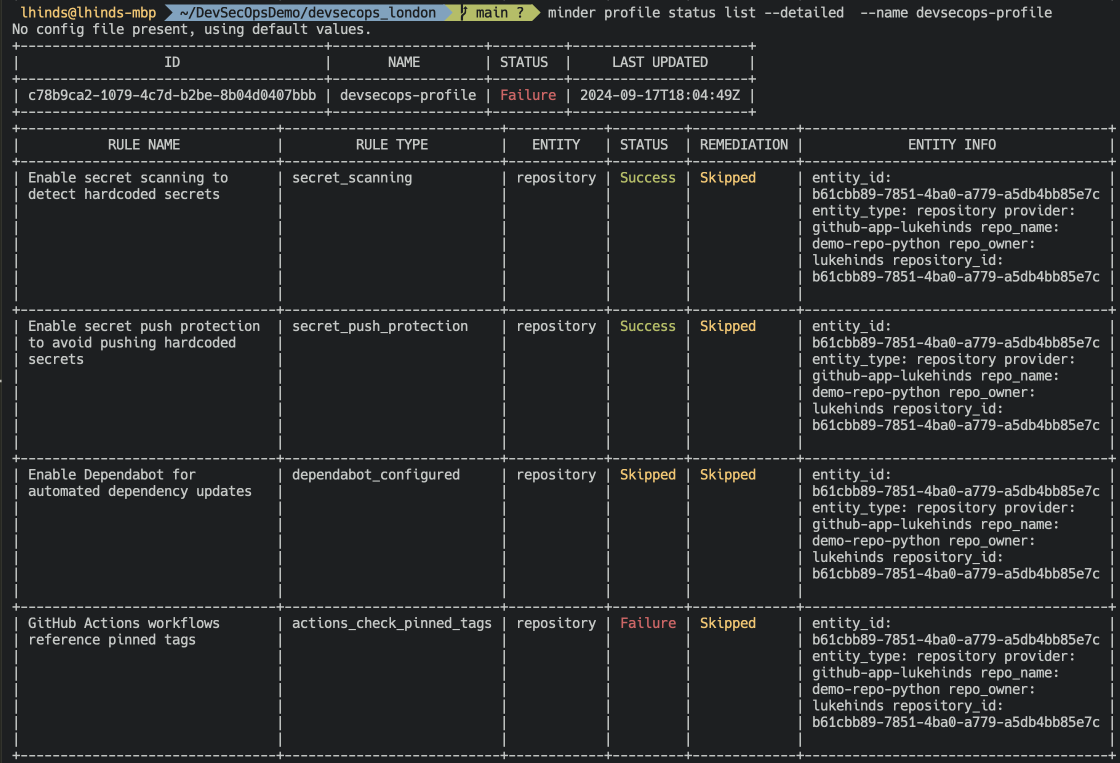 lhinds@lhinds-mbp ~/DevSecOpsDemo/devsecops_london main ? minder profile status list --detailed --name devsecops-profile
No config file present, using default values.
ID NAME STATUS LAST UPDATED
c78b9ca2-1079-4c7d-b2be-8b04d0407bbb devsecops-profile Failure 2024-09-17T18:04:49Z
RULE NAME RULE TYPE ENTITY STATUS REMEDIATION ENTITY INFO
Enable secret scanning to secret_scanning repository Success Skipped entity_id:
detect hardcoded secrets b61cbb89-7851-4ba0-a779-a5db4bb85e7c
entity_type: repository provider:
github-app-lukehinds repo_name:
demo-repo-python repo_owner:
lukehinds repository_id:
b61cbb89-7851-4ba0-a779-a5db4bb85e7c
Enable secret push protection secret_push_protection repository Success Skipped entity_id:
to avoid pushing hardcoded b61cbb89-7851-4ba0-a779-a5db4bb85e7c
secrets entity_type: repository provider:
github-app-lukehinds repo_name:
demo-repo-python repo_owner:
lukehinds repository_id:
b61cbb89-7851-4ba0-a779-a5db4bb85e7c
Enable Dependabot for dependabot_configured repository Skipped Skipped entity_id:
automated dependency updates b61cbb89-7851-4ba0-a779-a5db4bb85e7c
entity_type: repository provider:
github-app-lukehinds repo_name:
demo-repo-python repo_owner:
lukehinds repository_id:
b61cbb89-7851-4ba0-a779-a5db4bb85e7c
GitHub Actions workflows actions_check_pinned_tags repository Failure Skipped entity_id:
reference pinned tags b61cbb89-7851-4ba0-a779-a5db4bb85e7c
entity_type: repository provider:
github-app-lukehinds repo_name:
demo-repo-python repo_owner:
lukehinds repository_id:
b61cbb89-7851-4ba0-a779-a5db4bb85e7c